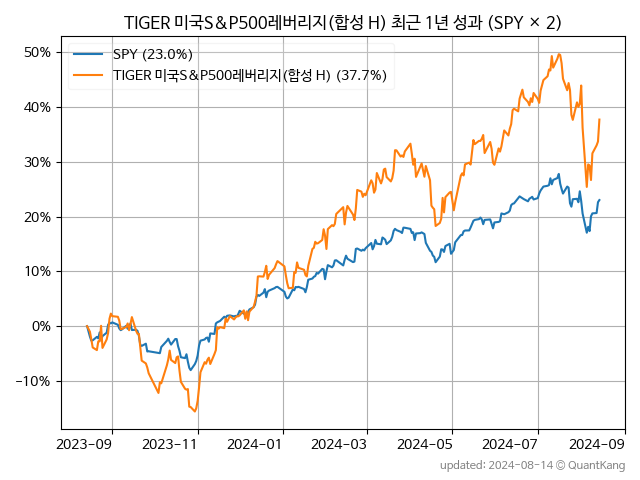 TIGER 미국S&P500레버리지(합성 H) 최근 1년 성과 (SPY × 2)
SPY (23.0%)
TIGER 미국S&P500레버리지(합성 H) (37.7%)
50%
40%
30%
20%
10%
0%
−10%
2023-09 2023-11 2024-01 2024-03 2024-05 2024-07 2024-09
updated: 2024-08-14 © QuantKang